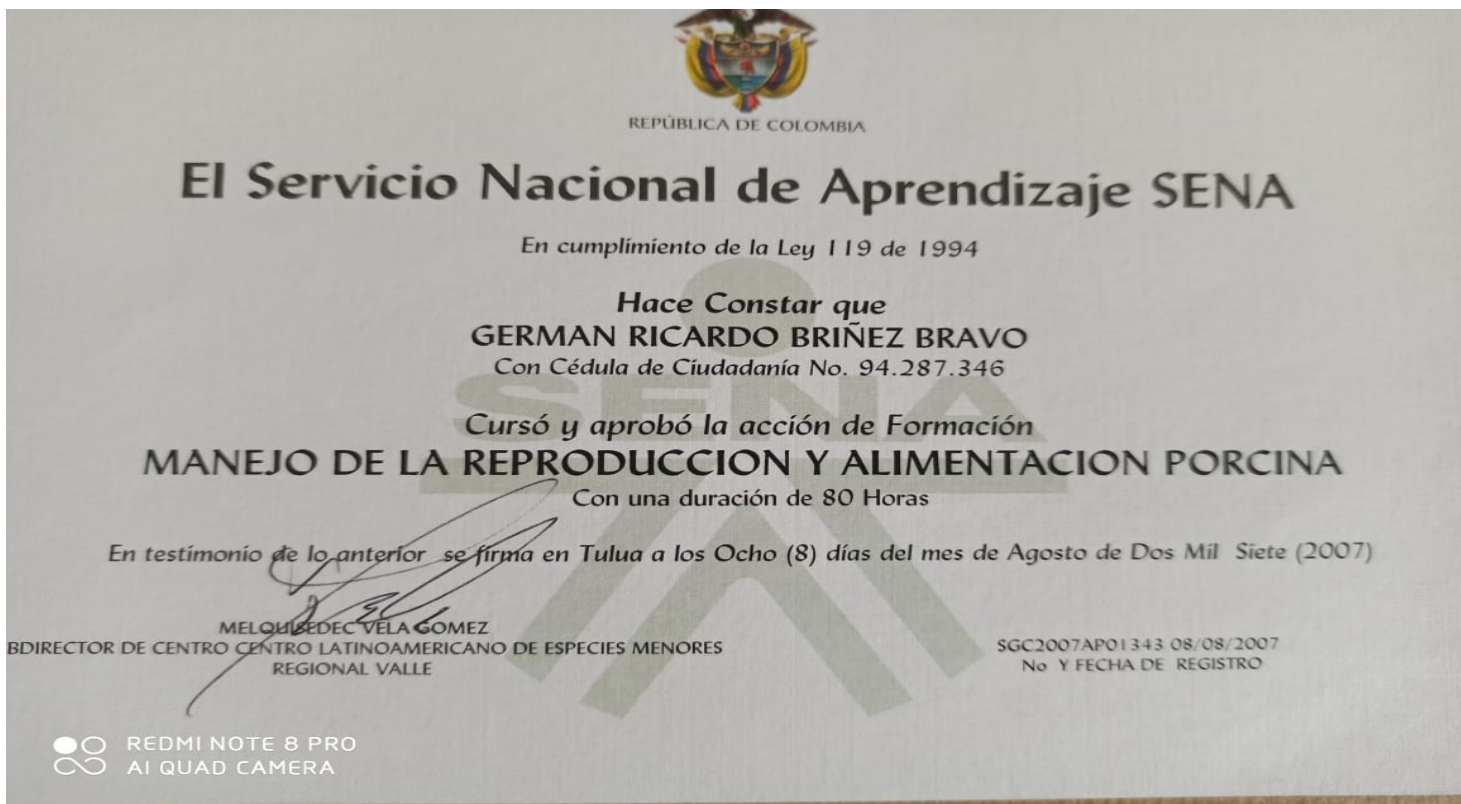 REPÚBLICA DE COLOMBIA
El Servicio Nacional de Aprendizaje SENA
En cumplimiento de la Ley 119 de 1994
Hace Constar que
GERMAN RICARDO BRIÑEZ BRAVO
Con Cédula de Ciudadanía No. 94.287.346
SENA
Cursó y aprobó la acción de Formación
MANEJO DE LA REPRODUCCION Y ALIMENTACION PORCINA
Con una duración de 80 Horas
En testimonio de lo anterior se firma en Tulua a los Ocho (8) días del mes de Agosto de Dos Mil Siete (2007)
MELQUISEDEC VELA GOMEZ
BDIRECTOR DE CENTRO CENTRO LATINOAMERICANO DE ESPECIES MENORES
REGIONAL VALLE
SGC2007AP01343 08/08/2007
No Y FECHA DE REGISTRO
REDMI NOTE 8 PRO
AI QUAD CAMERA